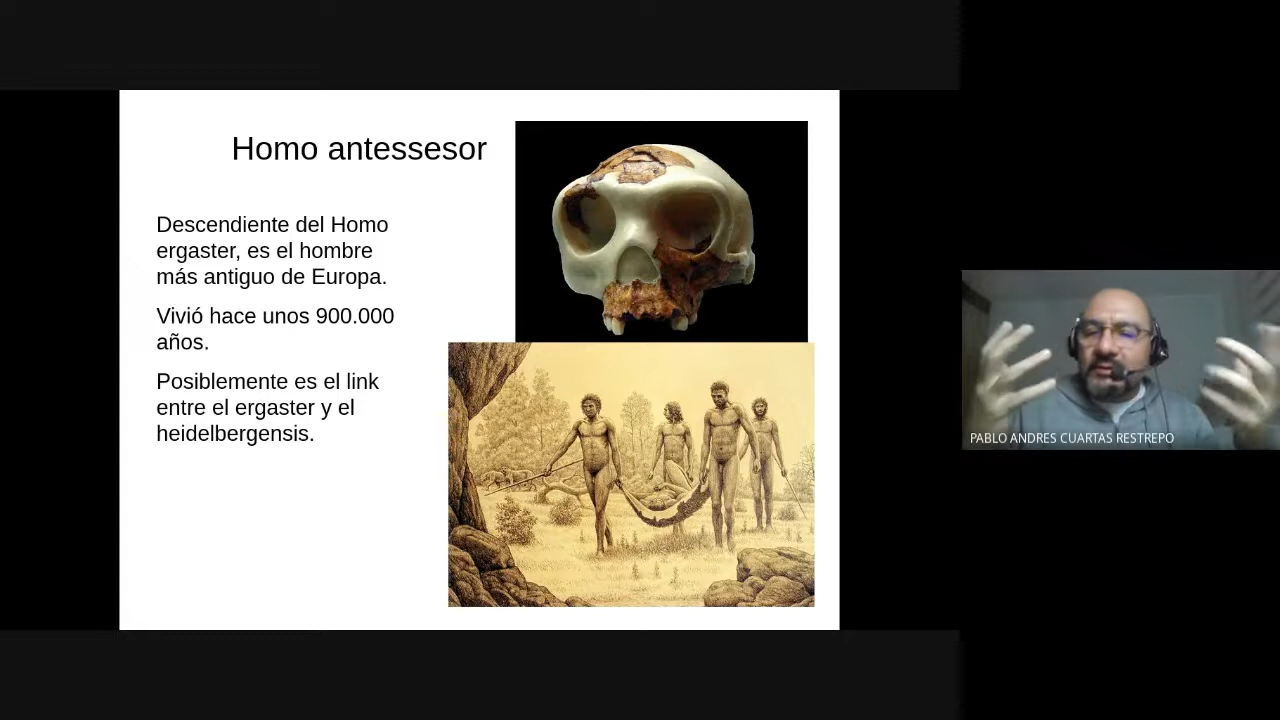 Homo antessesor
Descendiente del Homo
ergaster, es el hombre
más antiguo de Europa.
Vivió hace unos 900.000
años.
Posiblemente es el link
entre el ergaster y el
heidelbergensis.
PABLO ANDRES CUARTAS RESTREPO